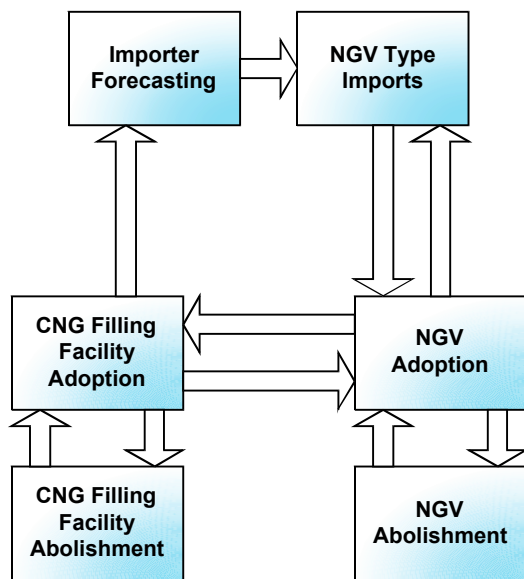 Importer
Forecasting
NGV Type
Imports
CNG Filling
Facility
Adoption
NGV
Adoption
CNG Filling
Facility
Abolishment
NGV
Abolishment